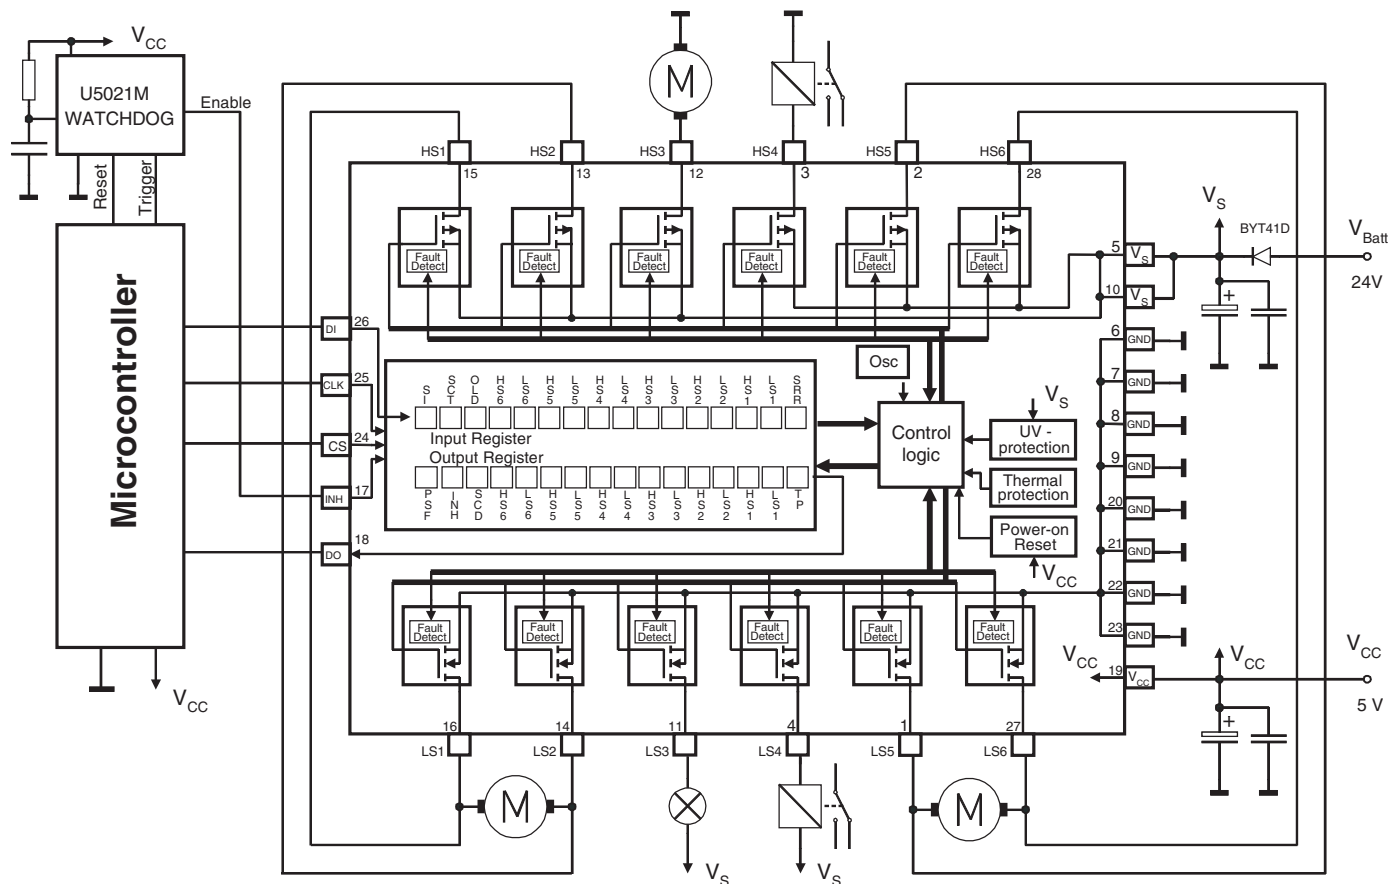 VCC
U5021M
WATCHDOG
Enable
Reset
Trigger
Microcontroller
VCC
M
HS1
HS2
HS3
HS4
HS5
HS6
15
13
12
3
2
28
Fault
Detect
Fault
Detect
Fault
Detect
Fault
Detect
Fault
Detect
Fault
Detect
VS
BYT41D
VBatt
24V
+
5
VS
10
VS
6
GND
7
GND
8
GND
9
GND
20
GND
21
GND
22
GND
23
GND
VCC
19
VCC
VCC
VCC
5 V
+
DI
26
CLK
25
CS
24
INH
17
DO
18
SI
SCT
OLD
HS6
LS6
HS5
LS5
HS4
LS4
HS3
LS3
HS2
LS2
HS1
LS1
SRR
Input Register
Output Register
PSF
INH
SCD
HS6
LS6
HS5
LS5
HS4
LS4
HS3
LS3
HS2
LS2
HS1
LS1
TP
Osc
Control
logic
VS
UV -
protection
Thermal
protection
Power-on
Reset
VCC
Fault
Detect
Fault
Detect
Fault
Detect
Fault
Detect
Fault
Detect
Fault
Detect
16
14
11
4
1
27
LS1
LS2
LS3
LS4
LS5
LS6
M
M
VS
VS